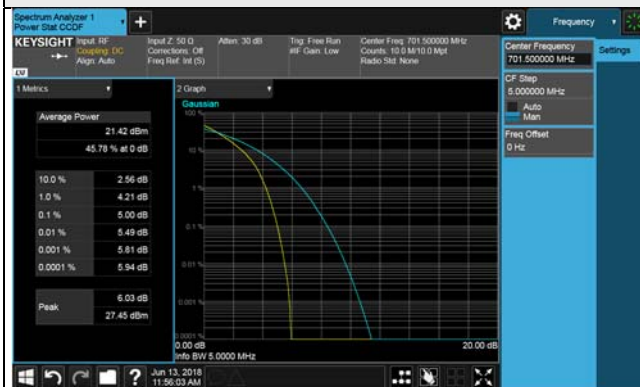 Spectrum Analyzer 1
Power Stat CCDF
Frequency
KEYSIGHT
Input: RF
Coupling: DC
Align: Auto
Input Z: 50 Ω
Corrections: Off
Freq Ref: Int (S)
Atten: 30 dB
Trig: Free Run
#IF Gain: Low
Center Freq: 701.500000 MHz
Counts: 10.0 M/10.0 Mpt
Radio Std: None
LV
Center Frequency
701.500000 MHz
Settings
CF Step
5.000000 MHz
Auto
Man
Freq Offset
0 Hz
1 Metrics
Average Power
21.42 dBm
45.78 % at 0 dB
10.0 % 2.56 dB
1.0 % 4.21 dB
0.1 % 5.00 dB
0.01 % 5.49 dB
0.001 % 5.81 dB
0.0001 % 5.94 dB
Peak
6.03 dB
27.45 dBm
2 Graph
Gaussian
100 %
10 %
1 %
0.1 %
0.01 %
0.001 %
0.0001 %
0.00 dB
20.00 dB
Info BW 5.0000 MHz
?
Jun 13, 2018
11:56:03 AM